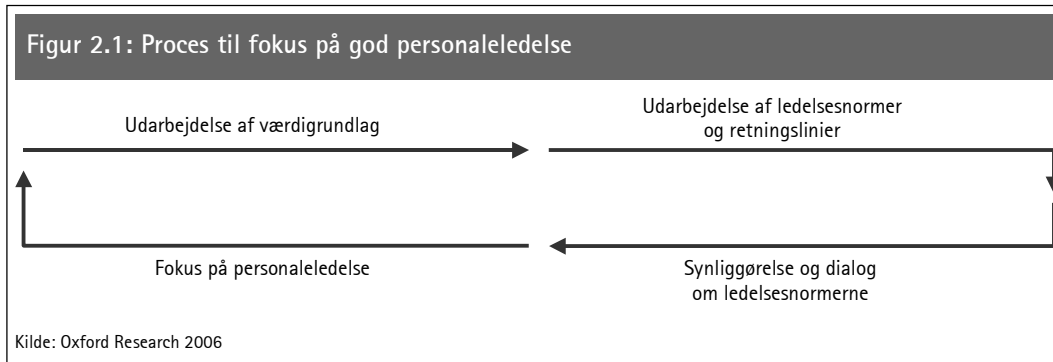 Figur 2.1: Proces til fokus på god personaleledelse
Udarbejdelse af værdigrundlag
Udarbejdelse af ledelsesnormer
og retningslinier
Fokus på personaleledelse
Synliggørelse og dialog
om ledelsesnormerne
Kilde: Oxford Research 2006